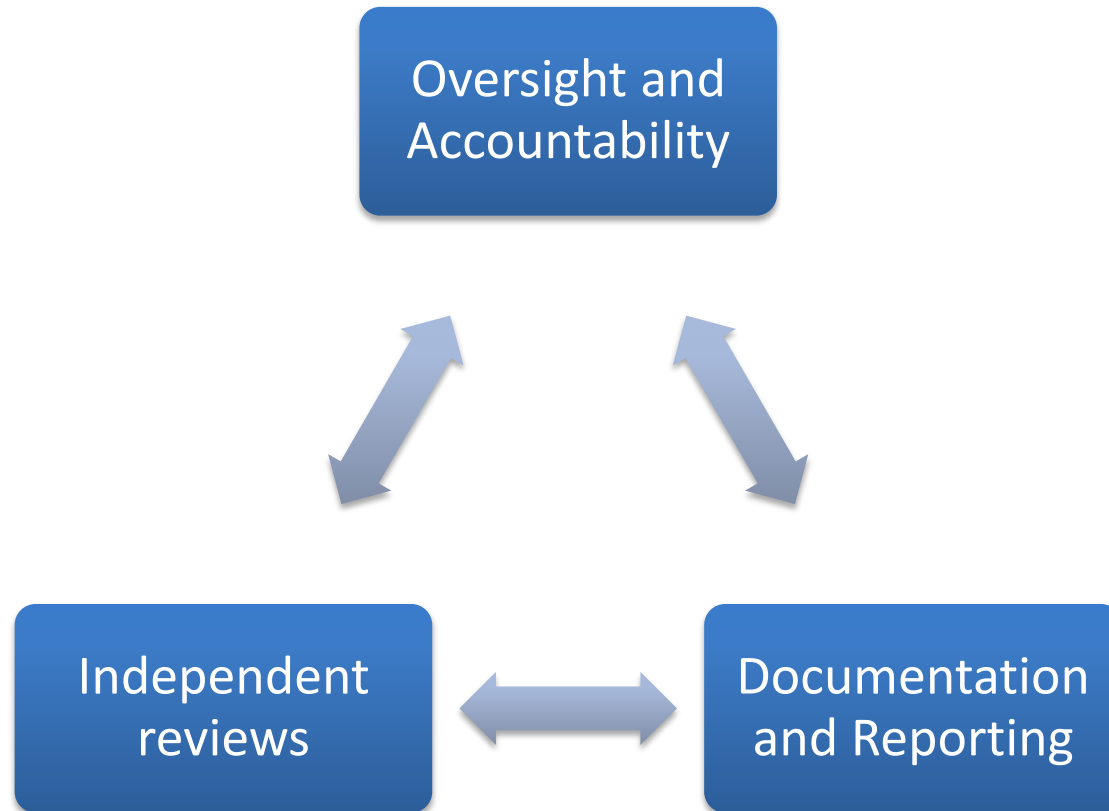 Oversight and
Accountability
Independent
reviews
Documentation
and Reporting